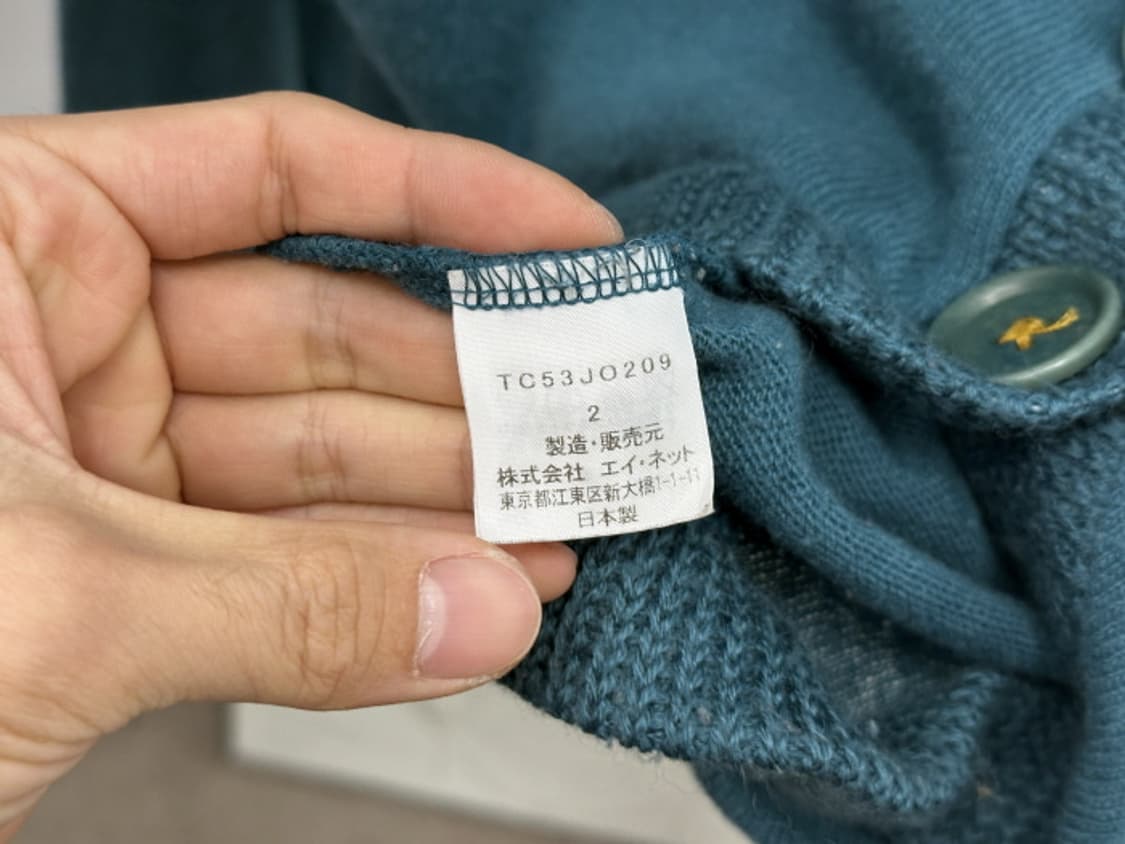 TC53JO209
2
製造・販売元
株式会社 エイ・ネット
東京都江東区新大橋1-1-11
日本製